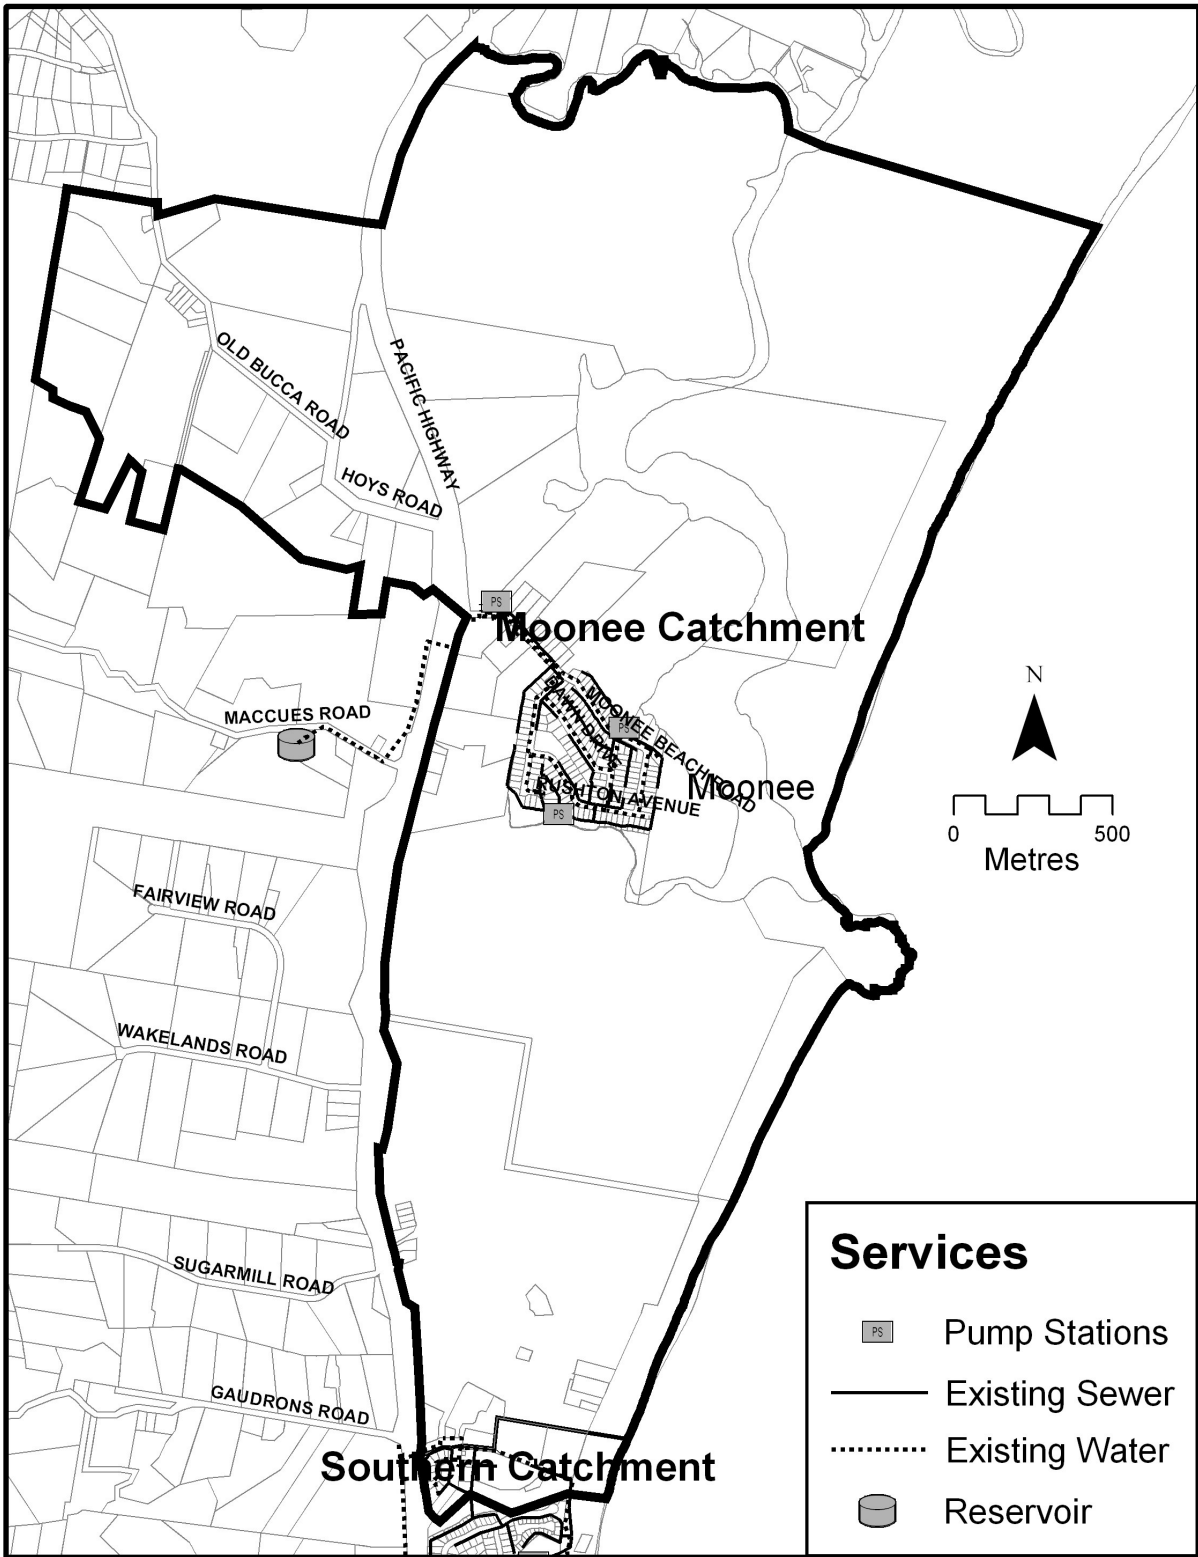 OLD BUCCA ROAD
PACIFIC HIGHWAY
HOYS ROAD
PS
Moonee Catchment
N
MACCUES ROAD
DAWN DRIVE
MOONEE BEACH ROAD
PS
Moonee
RUSHTON AVENUE
PS
0 500
Metres
FAIRVIEW ROAD
WAKELANDS ROAD
SUGARMILL ROAD
GAUDRONS ROAD
Southern Catchment
Services
PS Pump Stations
Existing Sewer
Existing Water
Reservoir